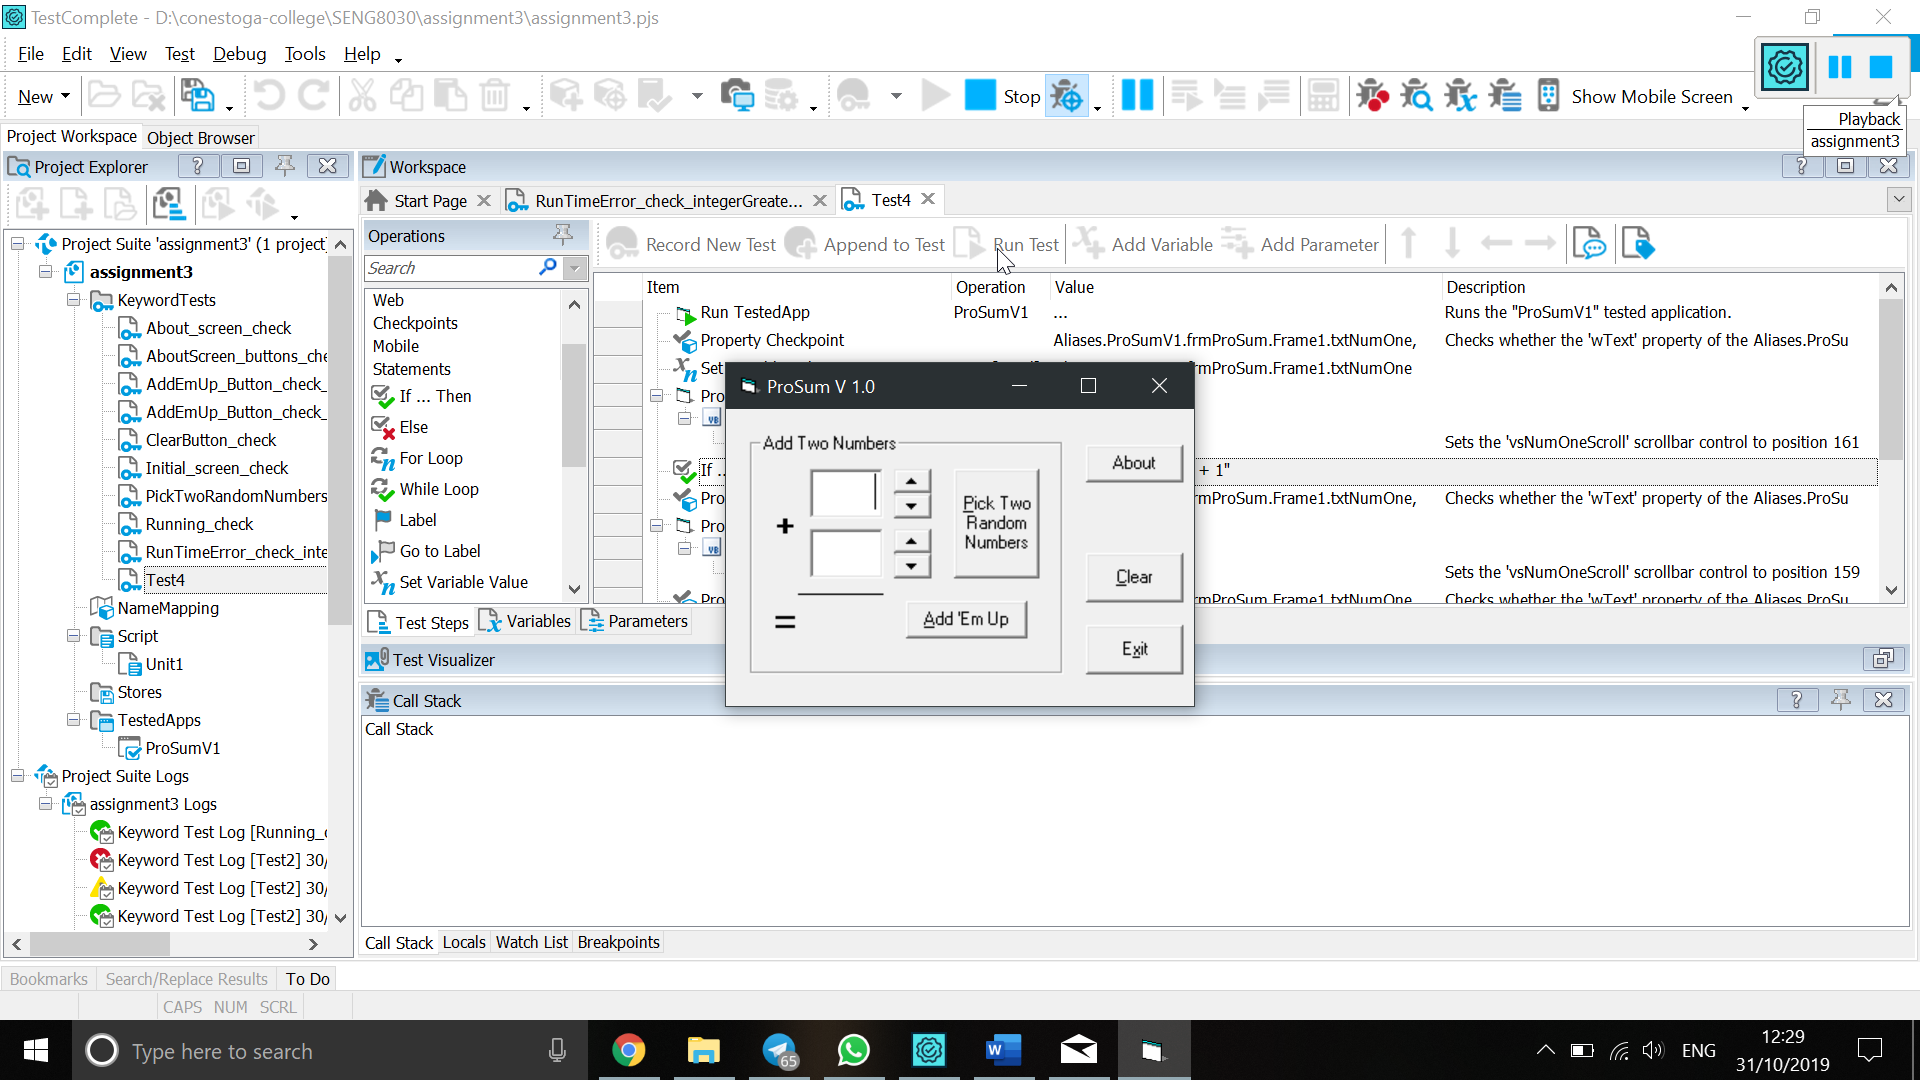 TestComplete - D:\conestoga-college\SENG8030\assignment3\assignment3.pjs
File Edit View Test Debug Tools Help
New
Stop
Show Mobile Screen
Playback
assignment3
Project Workspace Object Browser
Project Explorer
Workspace
Start Page
RunTimeError_check_integerGreate...
Test4
Operations
Search
Record New Test
Append to Test
Run Test
Add Variable
Add Parameter
Project Suite 'assignment3' (1 project
assignment3
KeywordTests
About_screen_check
AboutScreen_buttons_che
AddEmUp_Button_check_
AddEmUp_Button_check_
ClearButton_check
Initial_screen_check
PickTwoRandomNumbers
Running_check
RunTimeError_check_inte
Test4
NameMapping
Script
Unit1
Stores
TestedApps
ProSumV1
Project Suite Logs
assignment3 Logs
Keyword Test Log [Running_c
Keyword Test Log [Test2] 30/
Keyword Test Log [Test2] 30/
Keyword Test Log [Test2] 30/
Web
Checkpoints
Mobile
Statements
If ... Then
Else
For Loop
While Loop
Label
Go to Label
Set Variable Value
Item Operation Value Description
Run TestedApp ProSumV1 ... Runs the "ProSumV1" tested application.
Property Checkpoint Aliases.ProSumV1.frmProSum.Frame1.txtNumOne, Checks whether the 'wText' property of the Aliases.ProSu
Set rmProSum.Frame1.txtNumOne
Pro
Sets the 'vsNumOneScroll' scrollbar control to position 161
If .. + 1"
Pro rmProSum.Frame1.txtNumOne, Checks whether the 'wText' property of the Aliases.ProSu
Pro
Sets the 'vsNumOneScroll' scrollbar control to position 159
Pro rmProSum.Frame1.txtNumOne, Checks whether the 'wText' property of the Aliases.ProSu
ProSum V 1.0
Add Two Numbers
+
=
Pick Two
Random
Numbers
Add 'Em Up
About
Clear
Exit
Test Steps Variables Parameters
Test Visualizer
Call Stack
Call Stack
Call Stack Locals Watch List Breakpoints
Bookmarks Search/Replace Results To Do
CAPS NUM SCRL
Type here to search
65
ENG
12:29
31/10/2019